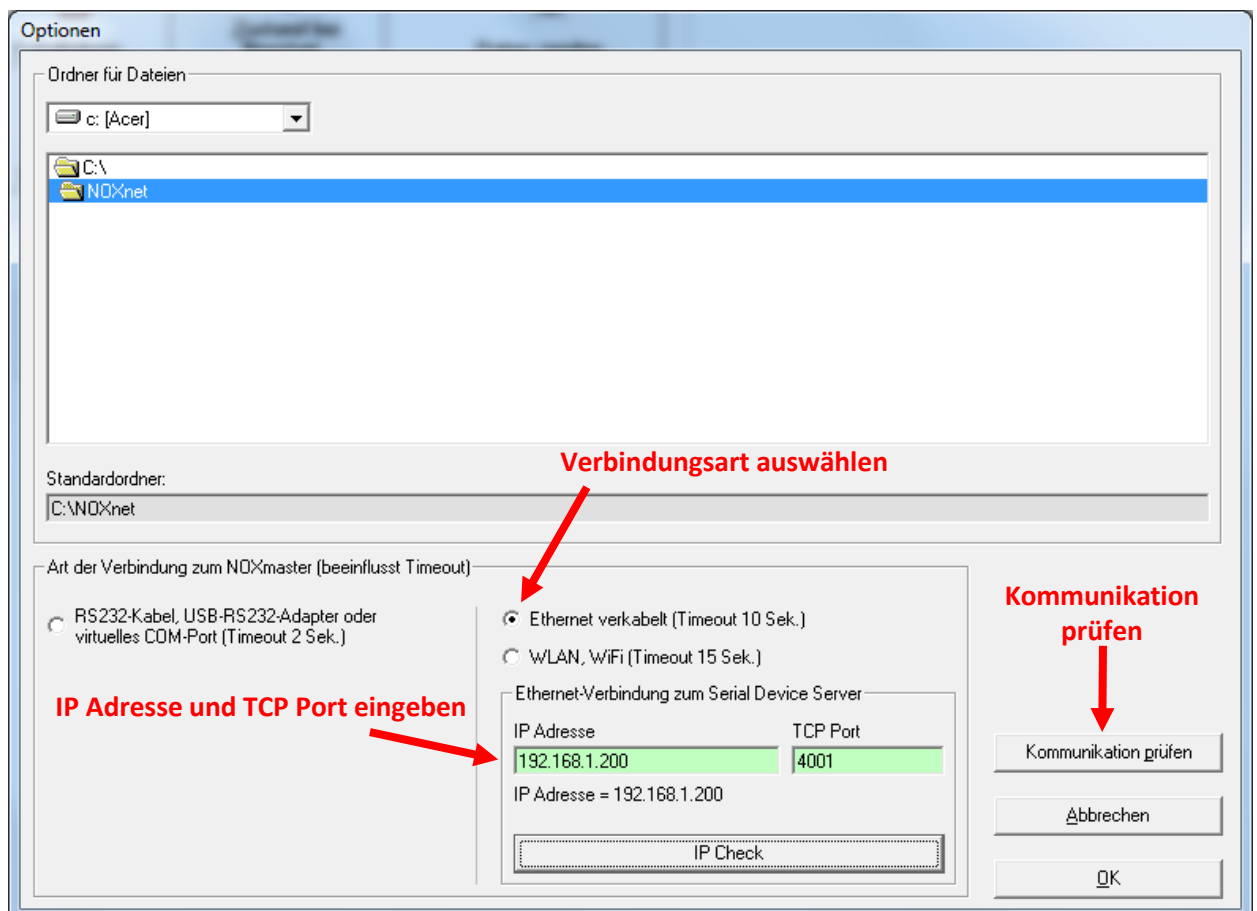 Optionen
Ordner für Dateien
c: [Acer]
C:\
NOXnet
Verbindungsart auswählen
Standardordner:
C:\NOXnet
Art der Verbindung zum NOXmaster (beeinflusst Timeout)
RS232-Kabel, USB-RS232-Adapter oder
virtuelles COM-Port (Timeout 2 Sek.)
Ethernet verkabelt (Timeout 10 Sek.)
WLAN, WiFi (Timeout 15 Sek.)
Kommunikation
prüfen
IP Adresse und TCP Port eingeben
Ethernet-Verbindung zum Serial Device Server
IP Adresse TCP Port
192.168.1.200 4001
IP Adresse = 192.168.1.200
IP Check
Kommunikation prüfen
Abbrechen
OK